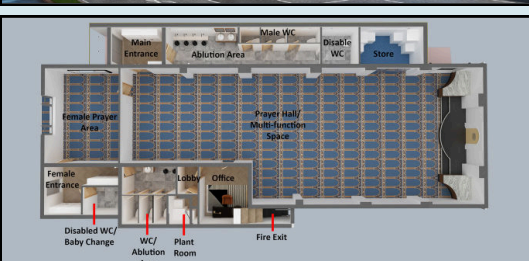 Main
Entrance
Ablution Area
Male WC
Disable
WC
Store
Female Prayer
Area
Prayer Hall/
Multi-function
Space
Female
Entrance
Lobby
Office
Disabled WC/
Baby Change
WC/
Ablution
Plant
Room
Fire Exit